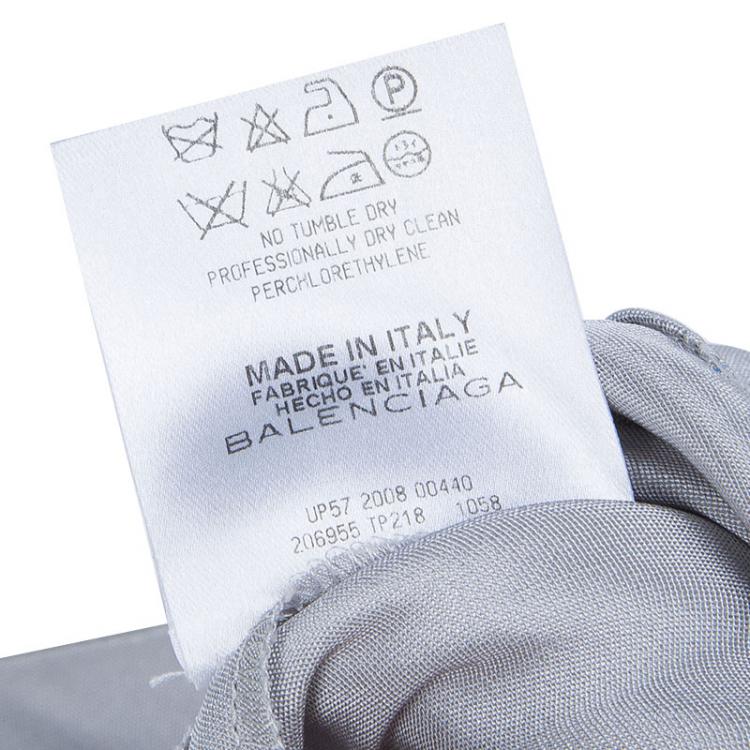 P
NO TUMBLE DRY
PROFESSIONALLY DRY CLEAN
PERCHLORETHYLENE
MADE IN ITALY
FABRIQUE' EN ITALIE
HECHO EN ITALIA
BALENCIAGA
UP57 2008 00440
206955 TP218 1058